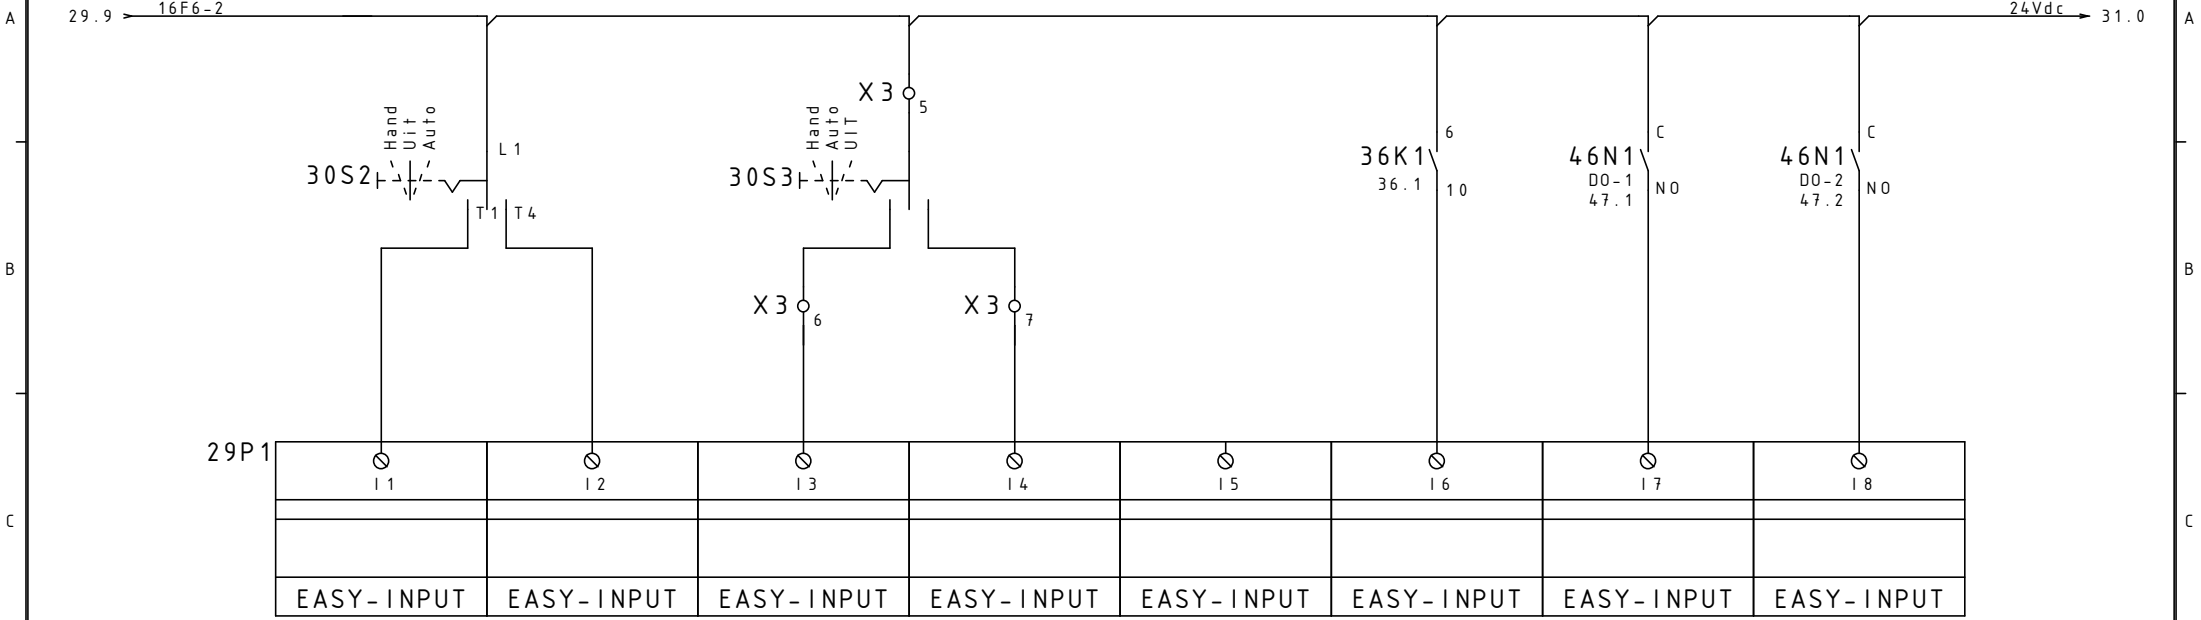 A
29.9
16F6-2
24Vdc
31.0
A
X3
5
Hand
Uit
Auto
Hand
Auto
UIT
L1
30S2
30S3
T1
T4
6
36K1
36.1
10
C
46N1
DO-1
47.1
NO
C
46N1
DO-2
47.2
NO
B
B
X3
6
X3
7
29P1
I1
I2
I3
I4
I5
I6
I7
I8
C
C
EASY-INPUT
EASY-INPUT
EASY-INPUT
EASY-INPUT
EASY-INPUT
EASY-INPUT
EASY-INPUT
EASY-INPUT